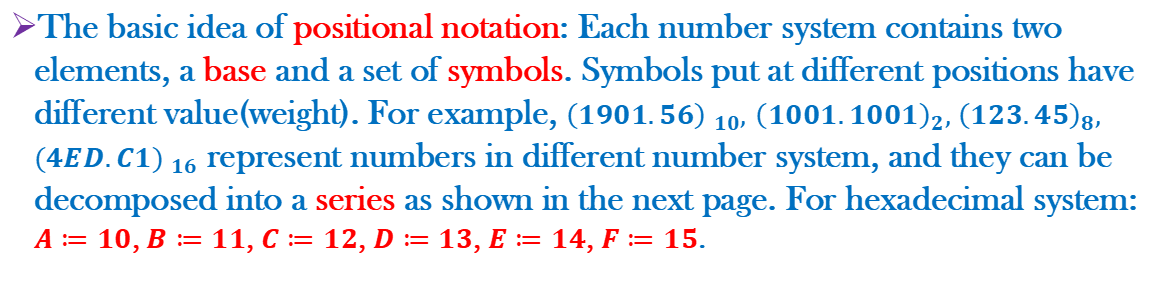 ➢The basic idea of positional notation: Each number system contains two
elements, a base and a set of symbols. Symbols put at different positions have
different value(weight). For example, (1901.56) ₁₀, (1001.1001)₂, (123.45)₈,
(4ED.C1) ₁₆ represent numbers in different number system, and they can be
decomposed into a series as shown in the next page. For hexadecimal system:
A ≔ 10, B ≔ 11, C ≔ 12, D ≔ 13, E ≔ 14, F ≔ 15.